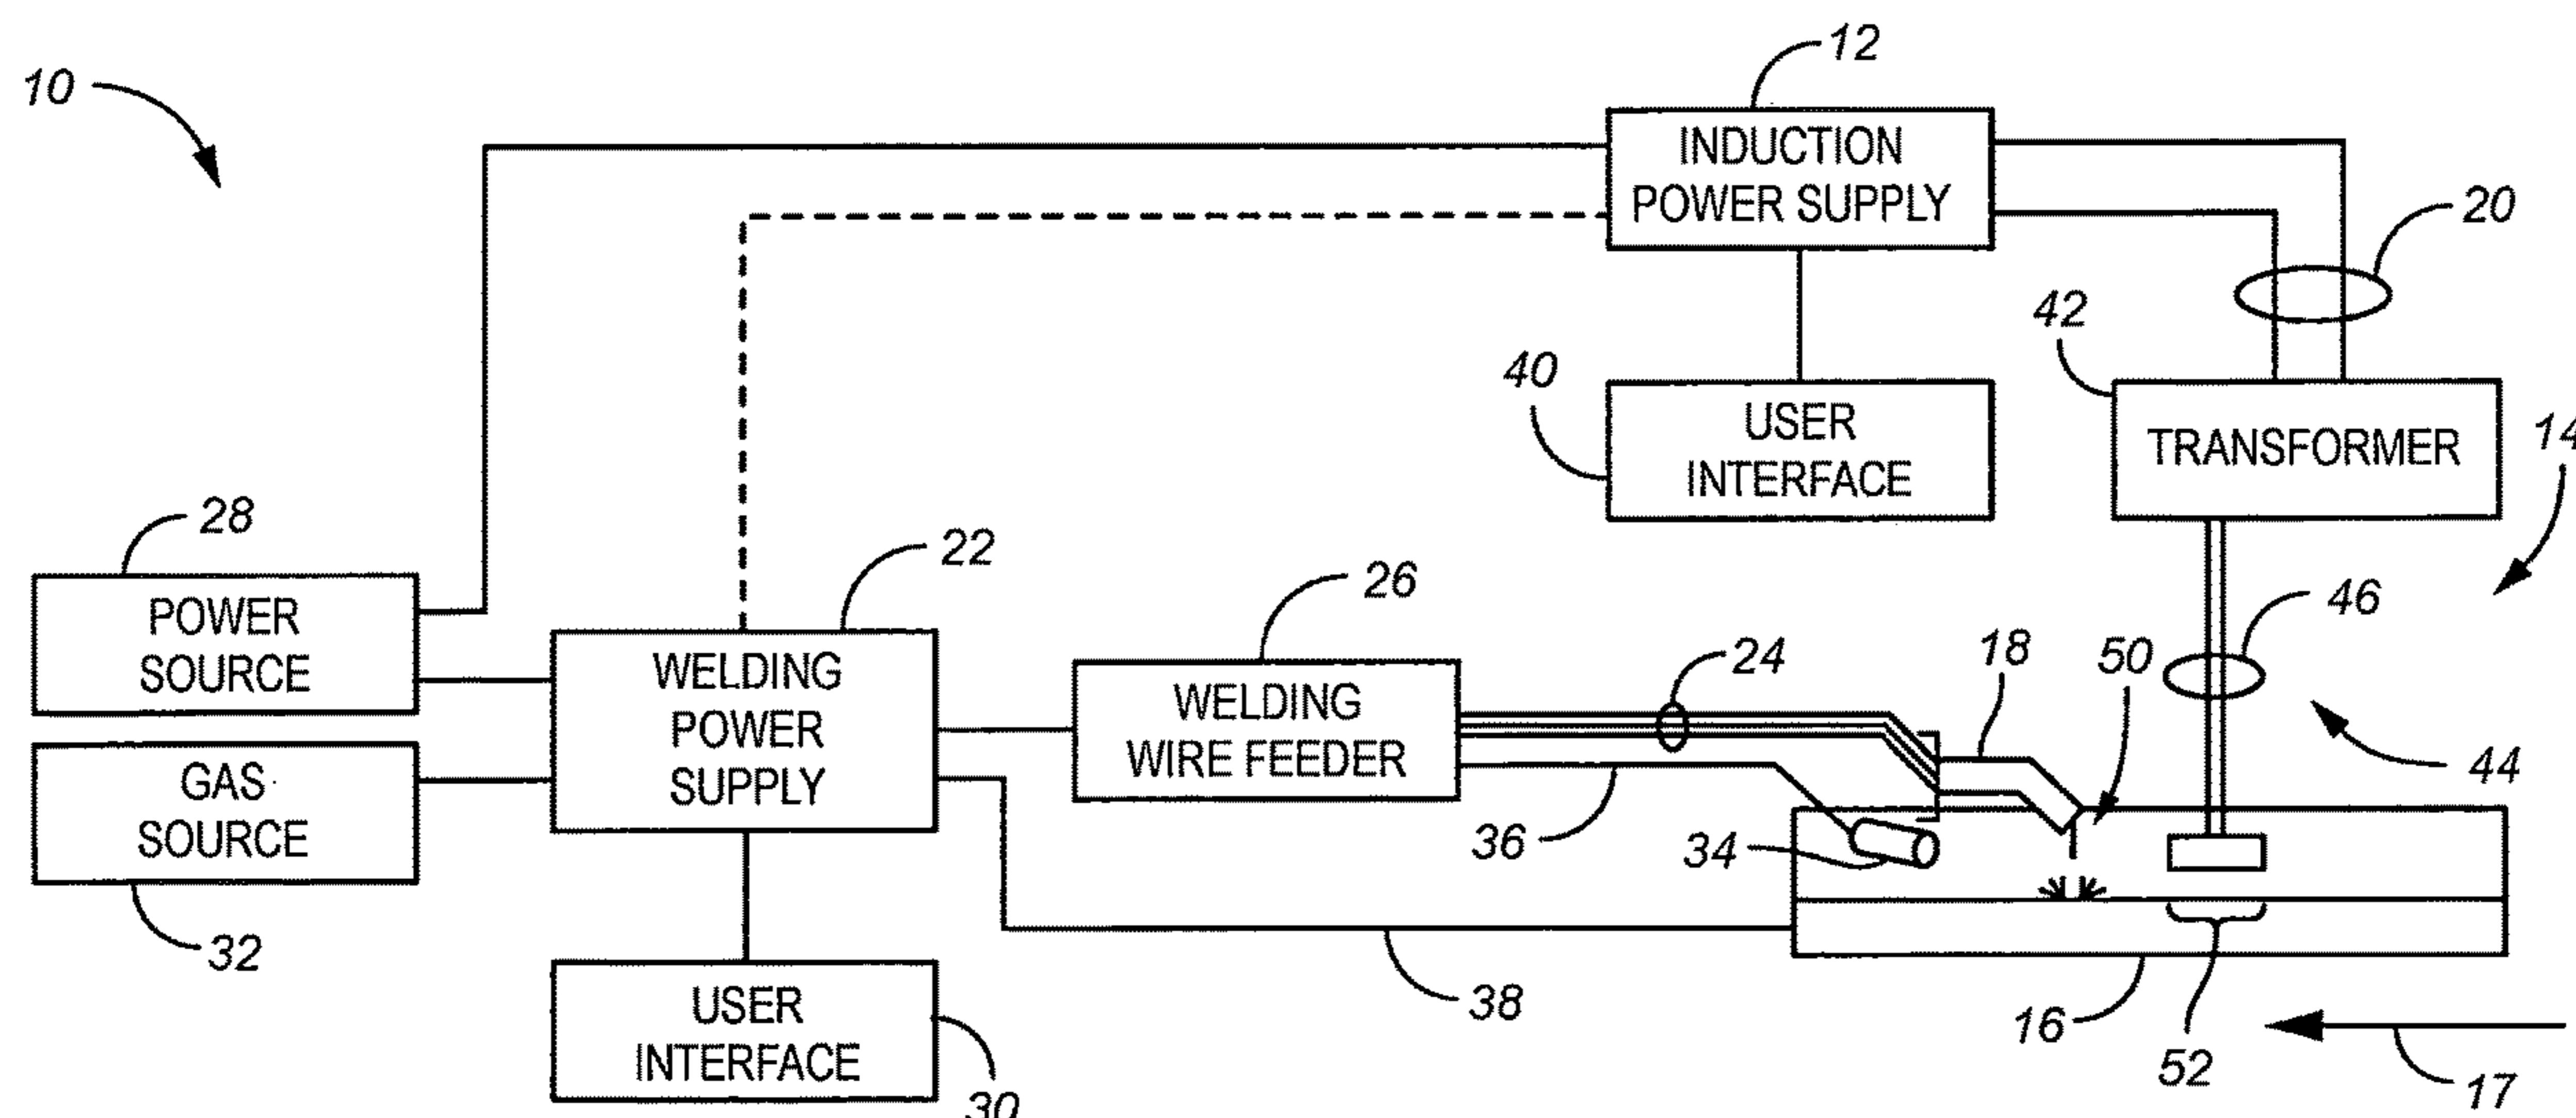 10
12
INDUCTION
POWER SUPPLY
20
42
40
USER
INTERFACE
TRANSFORMER
14
28
22
POWER
SOURCE
26
46
WELDING
POWER
SUPPLY
WELDING
WIRE FEEDER
24
18
50
44
GAS
SOURCE
36
34
32
38
USER
INTERFACE
16
52
17
30